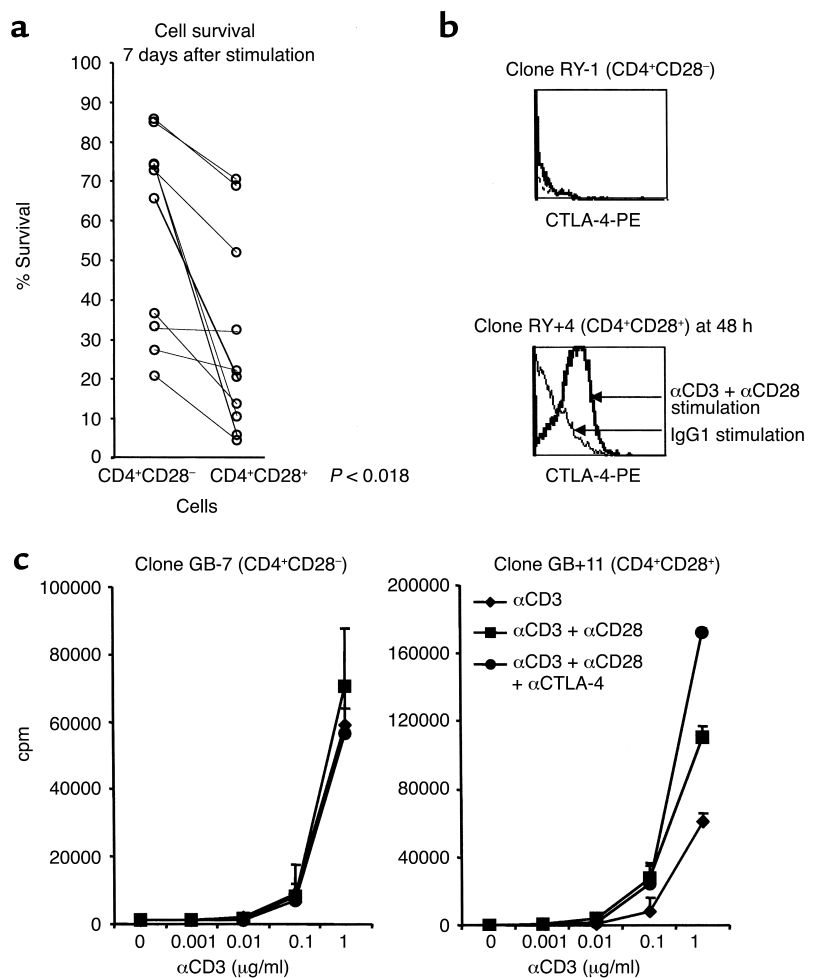 a
Cell survival
7 days after stimulation
100
90
80
70
60
50
40
30
20
10
0
% Survival
CD4⁺CD28⁻
CD4⁺CD28⁺
P < 0.018
Cells
b
Clone RY-1 (CD4⁺CD28⁻)
CTLA-4-PE
Clone RY+4 (CD4⁺CD28⁺) at 48 h
αCD3 + αCD28
stimulation
IgG1 stimulation
CTLA-4-PE
c
Clone GB-7 (CD4⁺CD28⁻)
100000
80000
60000
40000
20000
0
cpm
0
0.001
0.01
0.1
1
αCD3 (μg/ml)
Clone GB+11 (CD4⁺CD28⁺)
200000
160000
120000
80000
40000
0
αCD3
αCD3 + αCD28
αCD3 + αCD28
+ αCTLA-4
0
0.001
0.01
0.1
1
αCD3 (μg/ml)